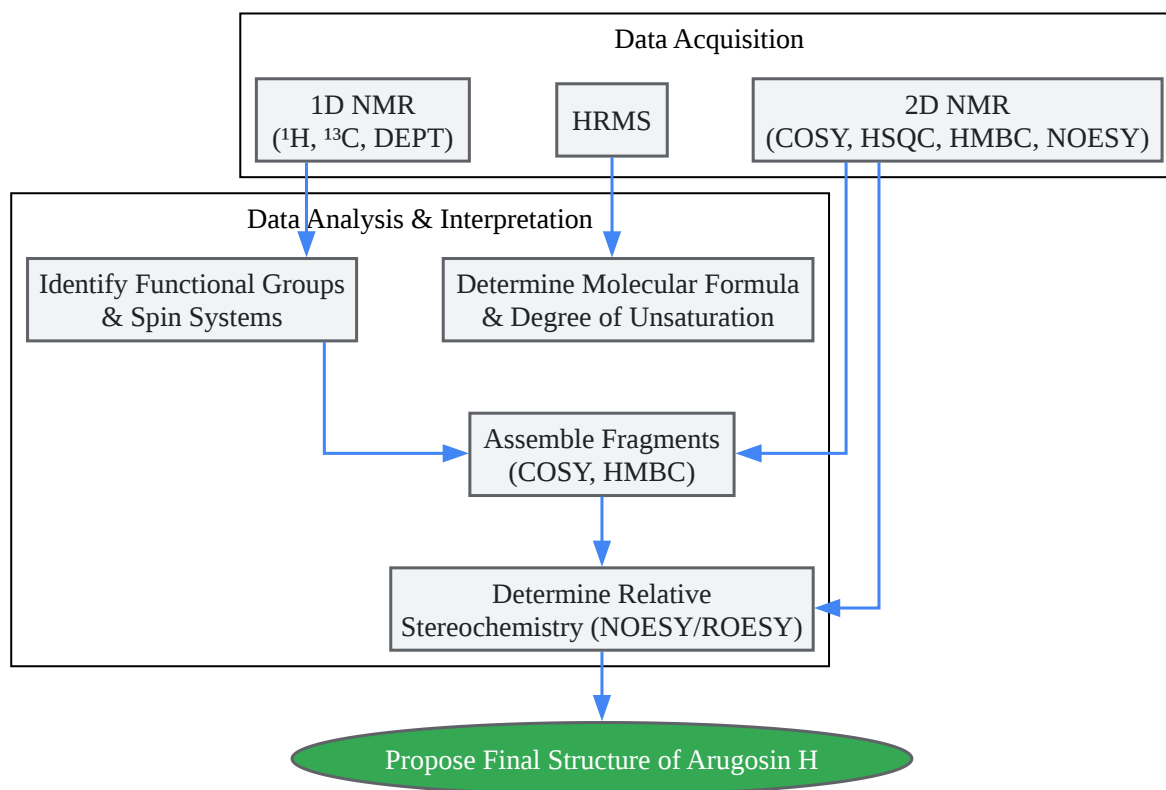 Data Acquisition
1D NMR
(¹H, ¹³C, DEPT)
HRMS
2D NMR
(COSY, HSQC, HMBC, NOESY)
Data Analysis & Interpretation
Identify Functional Groups
& Spin Systems
Determine Molecular Formula
& Degree of Unsaturation
Assemble Fragments
(COSY, HMBC)
Determine Relative
Stereochemistry (NOESY/ROESY)
Propose Final Structure of Arugosin H